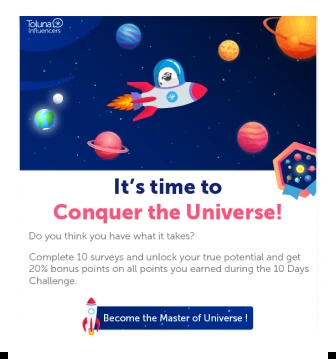 Toluna
Influencers
It's time to
Conquer the Universe!
Do you think you have what it takes?
Complete 10 surveys and unlock your true potential and get
20% bonus points on all points you earned during the 10 Days
Challenge.
Become the Master of Universe !